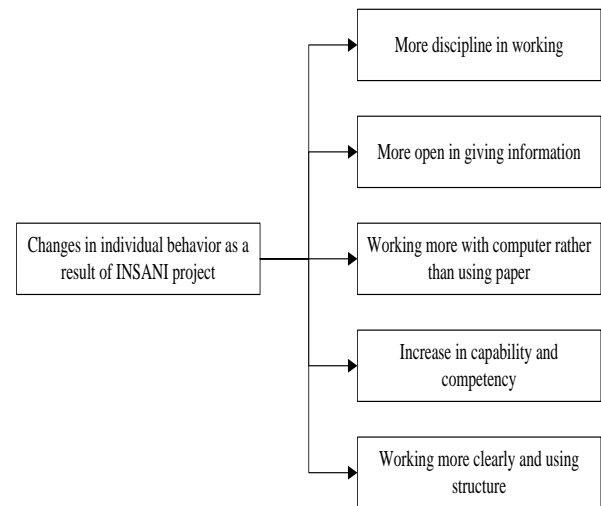 More discipline in working
More open in giving information
Changes in individual behavior as a
result of INSANI project
Working more with computer rather
than using paper
Increase in capability and
competency
Working more clearly and using
structure